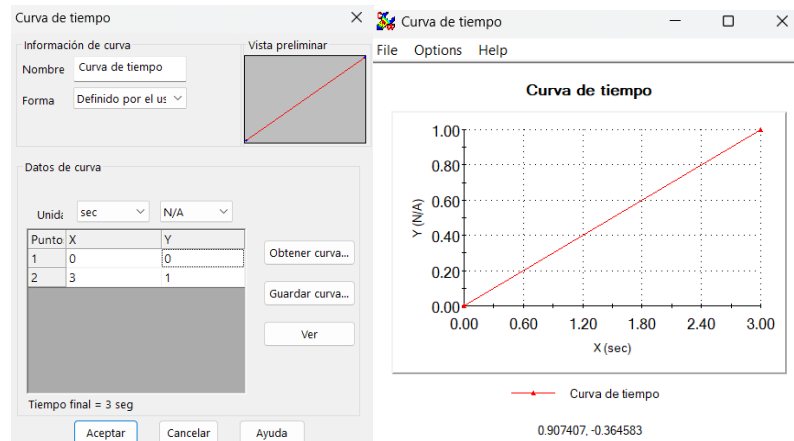 Curva de tiempo
Información de curva
Nombre Curva de tiempo
Forma Definido por el us
Vista preliminar
Datos de curva
Unida sec N/A
Punto X Y
1 0 0
2 3 1
Obtener curva...
Guardar curva...
Ver
Tiempo final = 3 seg
Aceptar Cancelar Ayuda
Curva de tiempo
File Options Help
Curva de tiempo
1.00
0.80
0.60
0.40
0.20
0.00
Y (N/A)
0.00 0.60 1.20 1.80 2.40 3.00
X (sec)
Curva de tiempo
0.907407, -0.364583